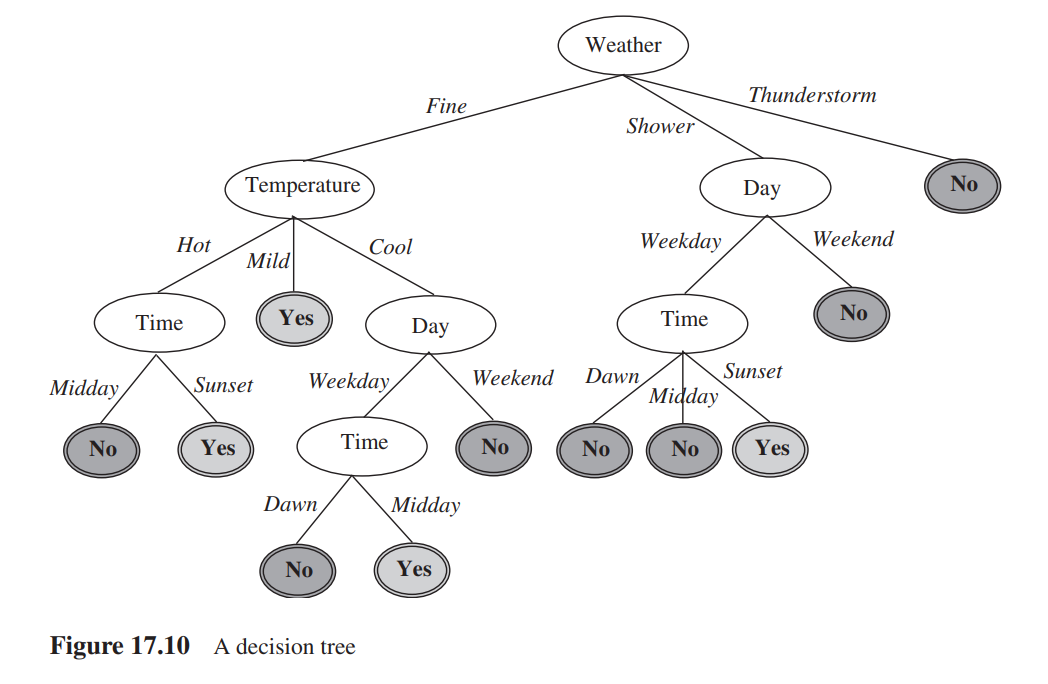 Weather
Fine
Shower
Thunderstorm
Temperature
Day
No
Hot
Mild
Cool
Weekday
Weekend
Time
Yes
Day
Time
No
Midday
Sunset
Weekday
Weekend
Dawn
Midday
Sunset
No
Yes
Time
No
No
No
Yes
Dawn
Midday
No
Yes
Figure 17.10 A decision tree